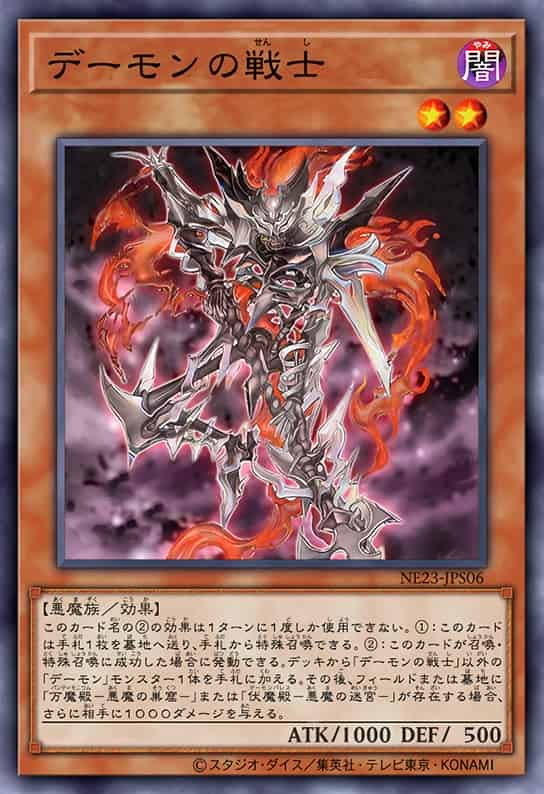 デーモンの戦士
闇
NE23-JPS06
【悪魔族／効果】
このカード名の②の効果は１ターンに１度しか使用できない。①：このカード
は手札１枚を墓地へ送り、手札から特殊召喚できる。②：このカードが召喚・
特殊召喚に成功した場合に発動できる。デッキから「デーモンの戦士」以外の
「デーモン」モンスター１体を手札に加える。その後、フィールドまたは墓地に
「万魔殿－悪魔の巣窟－」または「伏魔殿－悪魔の迷宮－」が存在する場合、
さらに相手に１０００ダメージを与える。
ATK/1000 DEF/ 500
©スタジオ・ダイス／集英社・テレビ東京・KONAMI